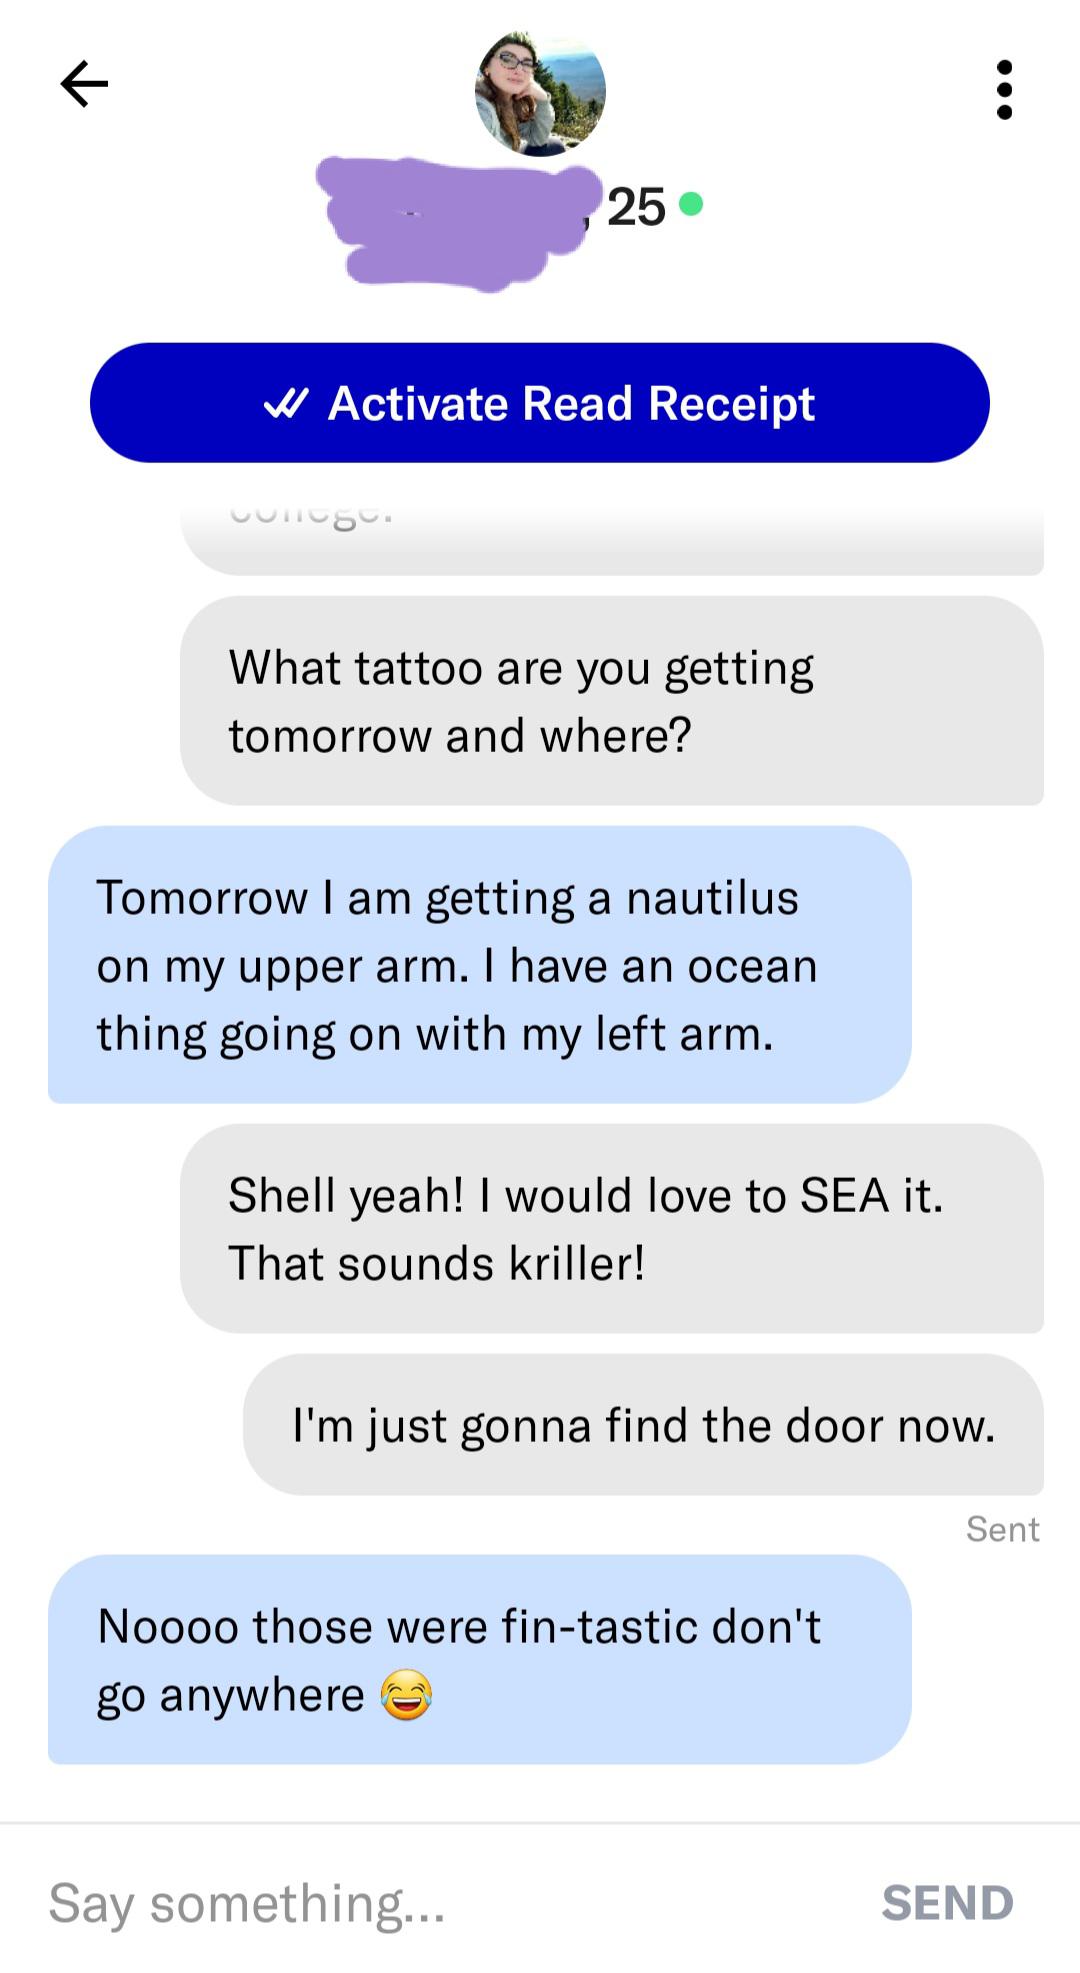 , 25
Activate Read Receipt
college.
What tattoo are you getting
tomorrow and where?
Tomorrow I am getting a nautilus
on my upper arm. I have an ocean
thing going on with my left arm.
Shell yeah! I would love to SEA it.
That sounds kriller!
I'm just gonna find the door now.
Sent
Noooo those were fin-tastic don't
go anywhere 😂
Say something...
SEND